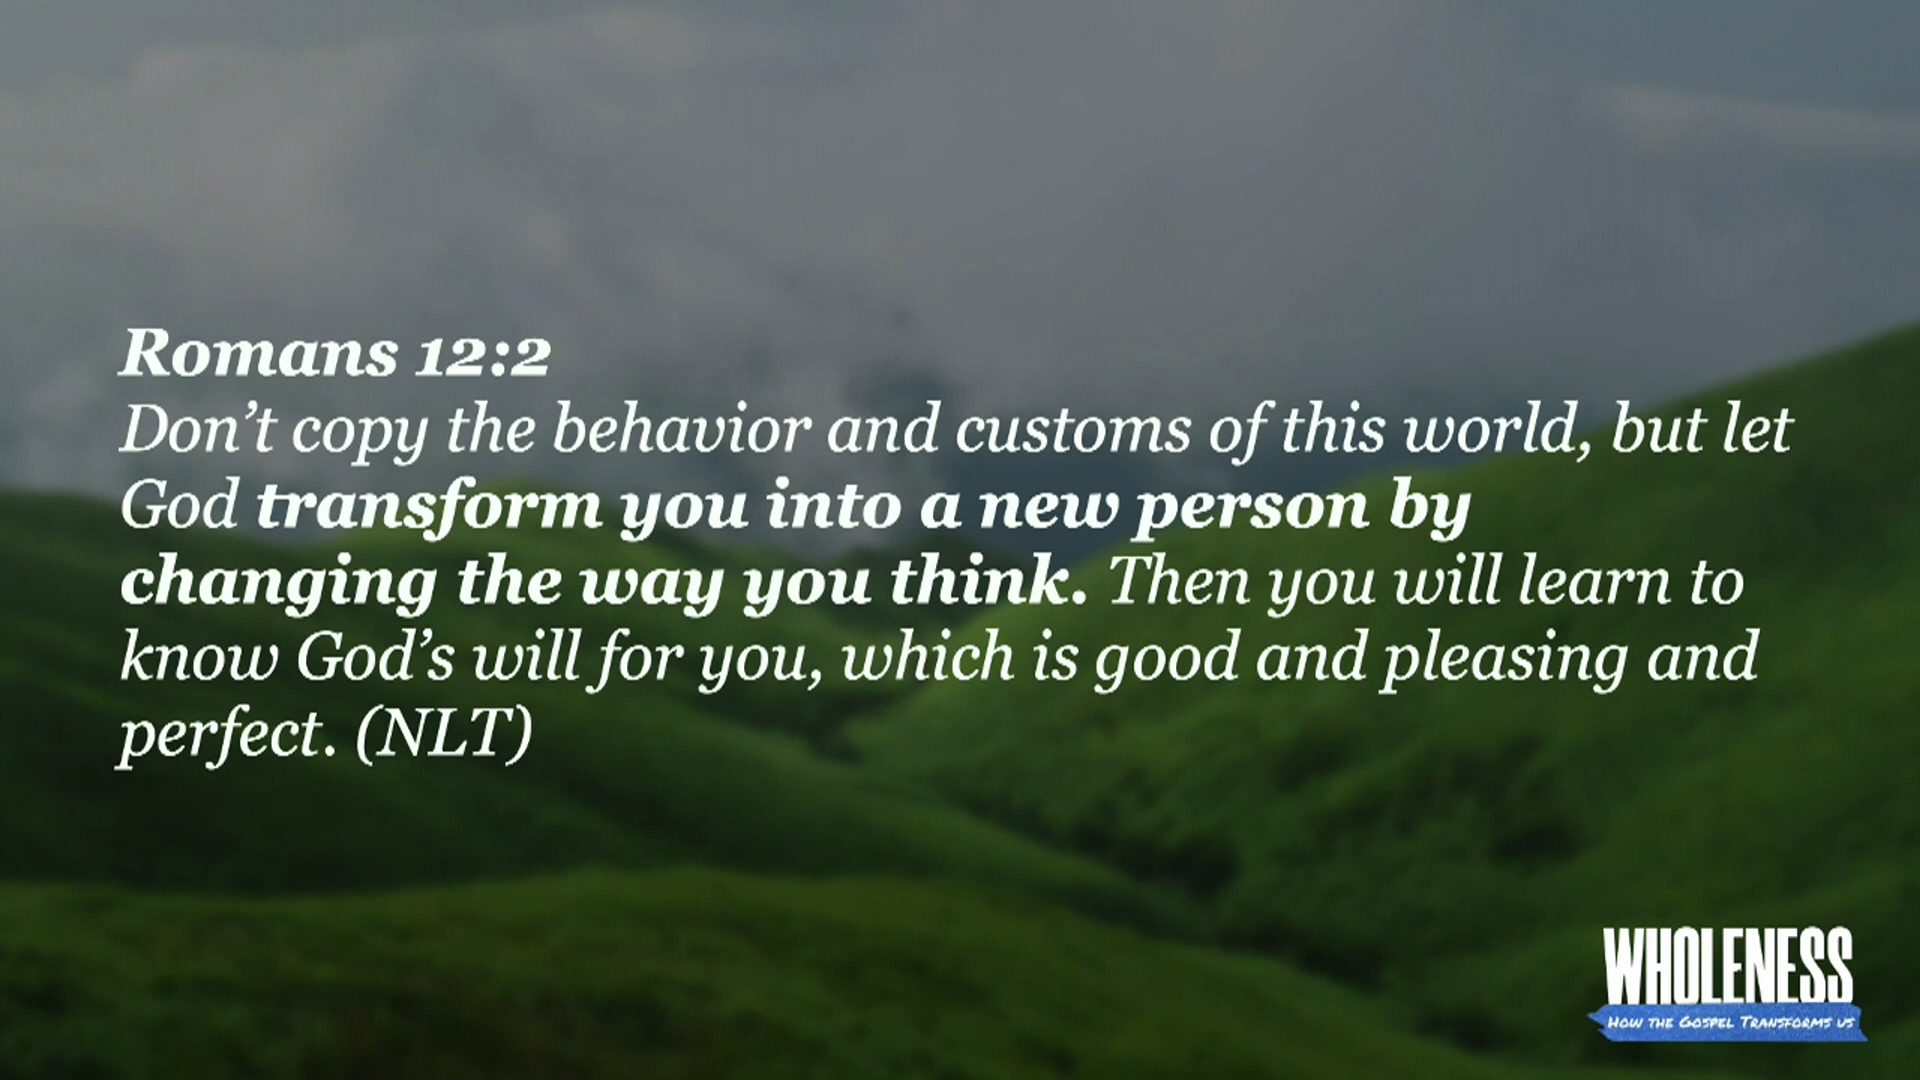 Romans 12:2
Don’t copy the behavior and customs of this world, but let
God transform you into a new person by
changing the way you think. Then you will learn to
know God’s will for you, which is good and pleasing and
perfect. (NLT)
WHOLENESS
How the Gospel Transforms us